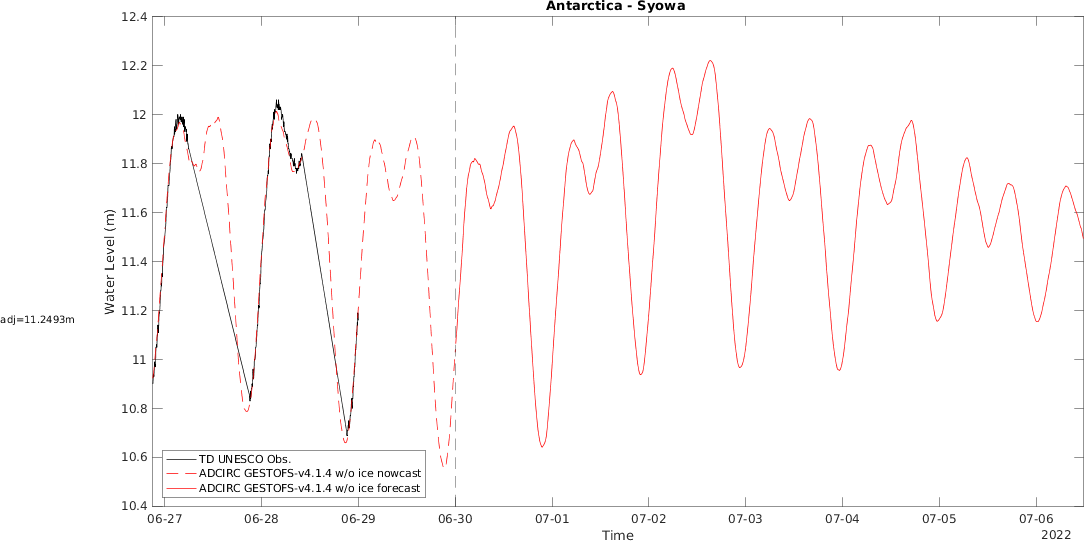 Antarctica - Syowa
12.4
12.2
12
11.8
11.6
11.4
11.2
11
10.8
10.6
10.4
Water Level (m)
adj=11.2493m
TD UNESCO Obs.
ADCIRC GESTOFS-v4.1.4 w/o ice nowcast
ADCIRC GESTOFS-v4.1.4 w/o ice forecast
06-27 06-28 06-29 06-30 07-01 07-02 07-03 07-04 07-05 07-06
Time
2022